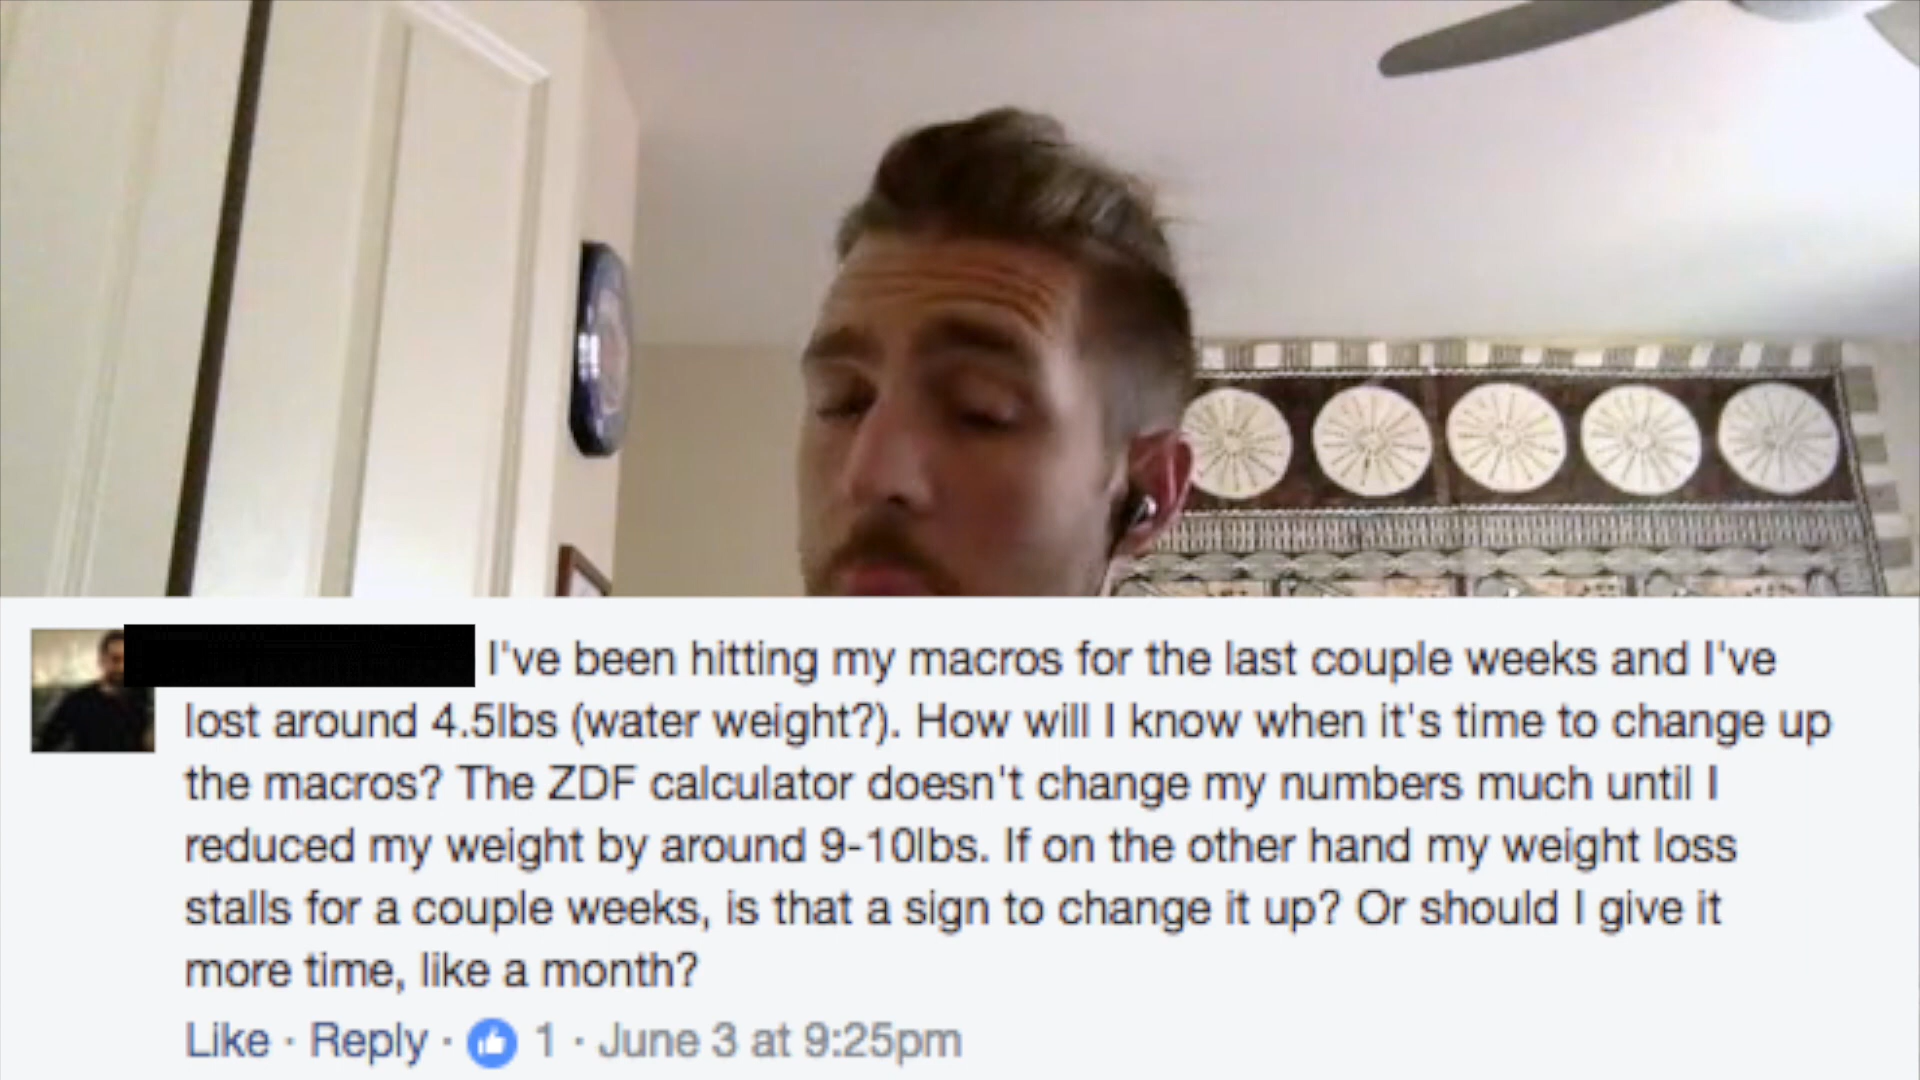 I've been hitting my macros for the last couple weeks and I've
lost around 4.5lbs (water weight?). How will I know when it's time to change up
the macros? The ZDF calculator doesn't change my numbers much until I
reduced my weight by around 9-10lbs. If on the other hand my weight loss
stalls for a couple weeks, is that a sign to change it up? Or should I give it
more time, like a month?
Like · Reply · 1 · June 3 at 9:25pm